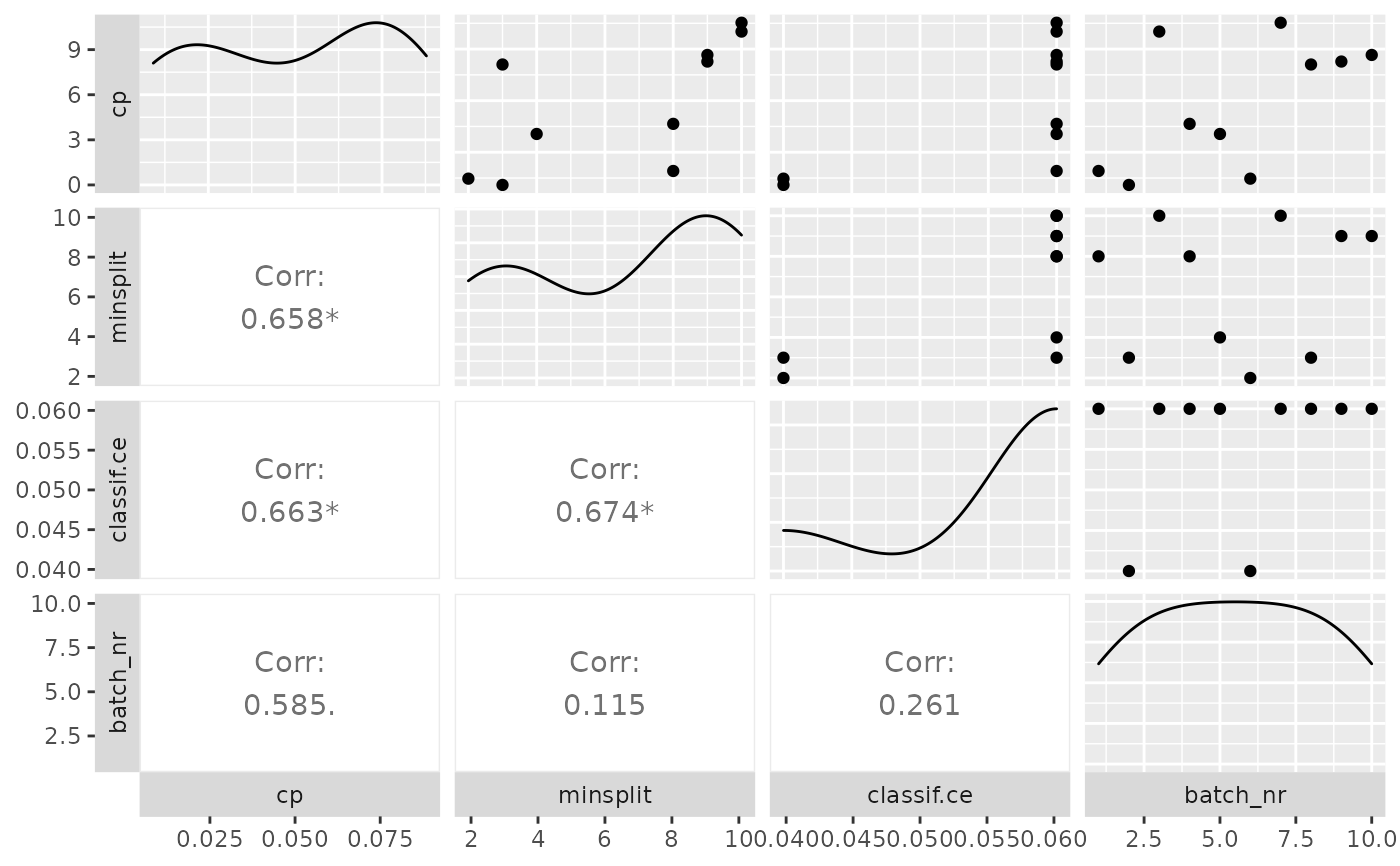 9
6
3
0
cp
10
8
6
4
2
minsplit
Corr:
0.658*
0.060
0.055
0.050
0.045
0.040
classif.ce
Corr:
0.663*
Corr:
0.674*
10.0
7.5
5.0
2.5
batch_nr
Corr:
0.585.
Corr:
0.115
Corr:
0.261
cp
minsplit
classif.ce
batch_nr
0.025 0.050 0.075
2 4 6 8 10
0.040 0.045 0.050 0.055 0.060
2.5 5.0 7.5 10.0